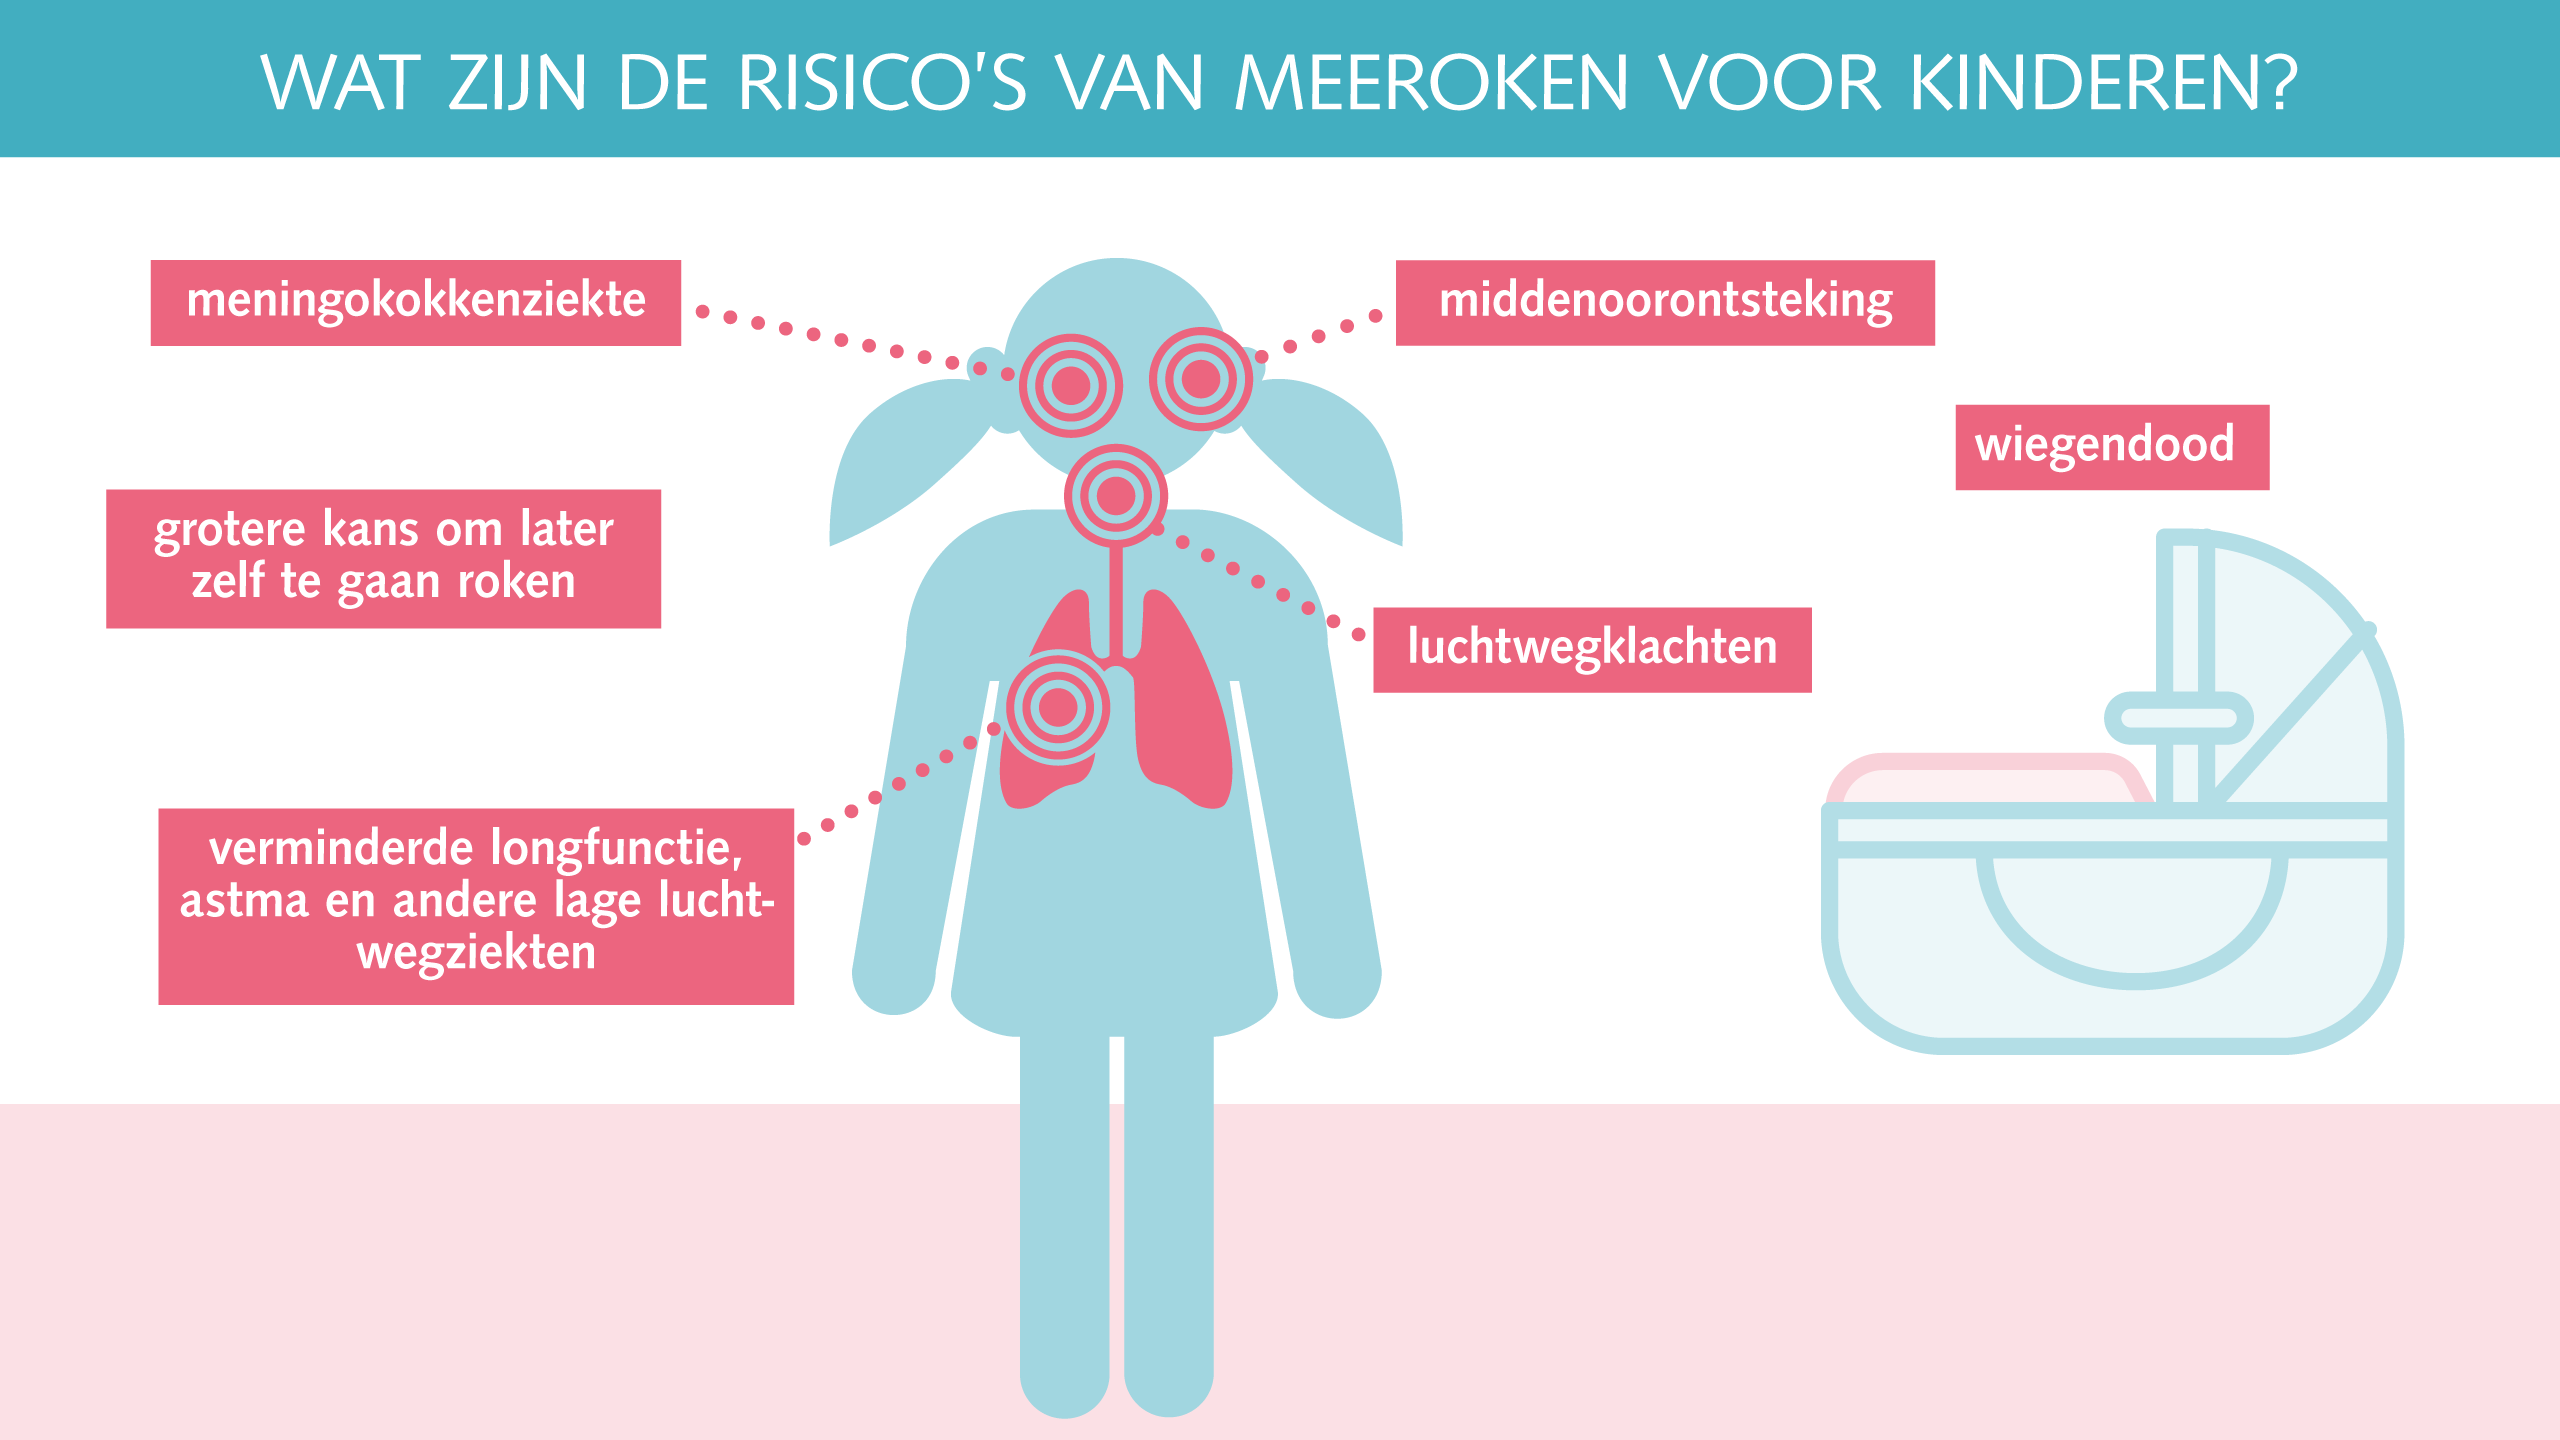 WAT ZIJN DE RISICO'S VAN MEEROKEN VOOR KINDEREN?
meningokokkenziekte
middenoorontsteking
wiegendood
grotere kans om later
zelf te gaan roken
luchtwegklachten
verminderde longfunctie,
astma en andere lage lucht-
wegziekten